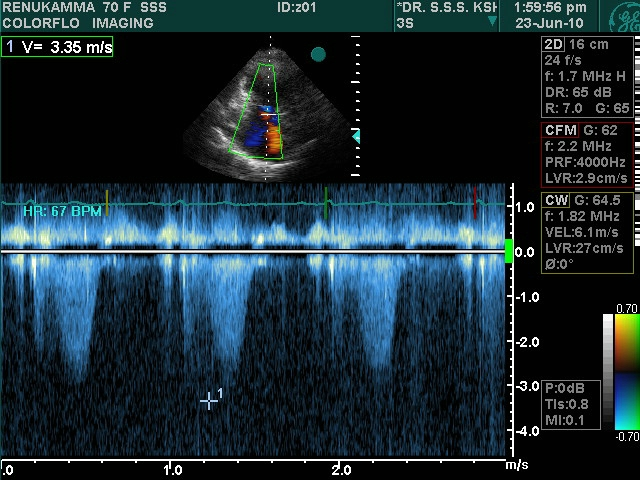 RENUKAMMA 70 F SSS ID:z01 *DR. S.S.S. KSH 1:59:56 pm
COLORFLO IMAGING 3S 23-Jun-10
1 V= 3.35 m/s
2D 16 cm
24 f/s
f: 1.7 MHz H
DR: 65 dB
R: 7.0 G: 65
CFM G: 62
f: 2.2 MHz
PRF:4000Hz
LVR:2.9cm/s
CW G: 64.5
f: 1.82 MHz
VEL:6.1m/s
LVR:27cm/s
Ø:0°
HR: 67 BPM
1.0
0.0
-1.0
-2.0
-3.0
-4.0
1
0.70
-0.70
P:0dB
TIs:0.8
MI:0.1
.0 1.0 2.0 m/s